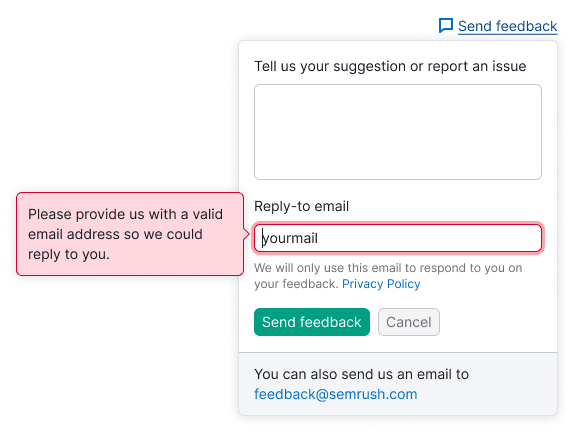 Send feedback
Tell us your suggestion or report an issue
Reply-to email
Please provide us with a valid
email address so we could
reply to you.
yourmail
We will only use this email to respond to you on
your feedback. Privacy Policy
Send feedback
Cancel
You can also send us an email to
feedback@semrush.com